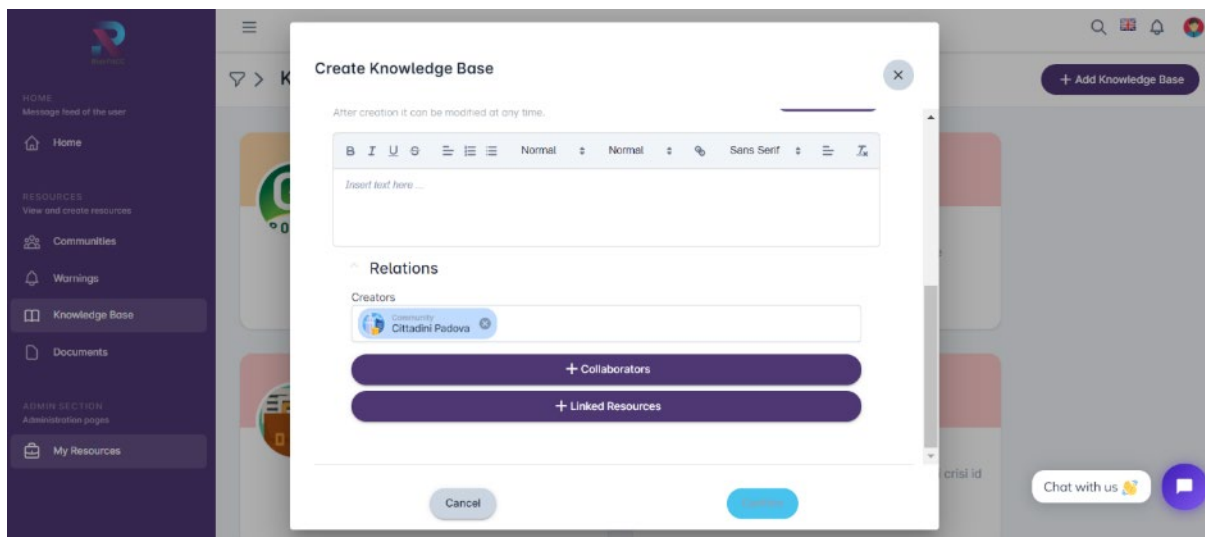 HOME
Message feed of the user
Home
RESOURCES
View and create resources
Communities
Warnings
Knowledge Base
Documents
ADMIN SECTION
Administration pages
My Resources
K
+ Add Knowledge Base
Create Knowledge Base
After creation it can be modified at any time.
B I U S Normal Normal Sans Serif
Insert text here ...
Relations
Creators
Community
Cittadini Padova
+ Collaborators
+ Linked Resources
Cancel
crisi id
Chat with us 👋